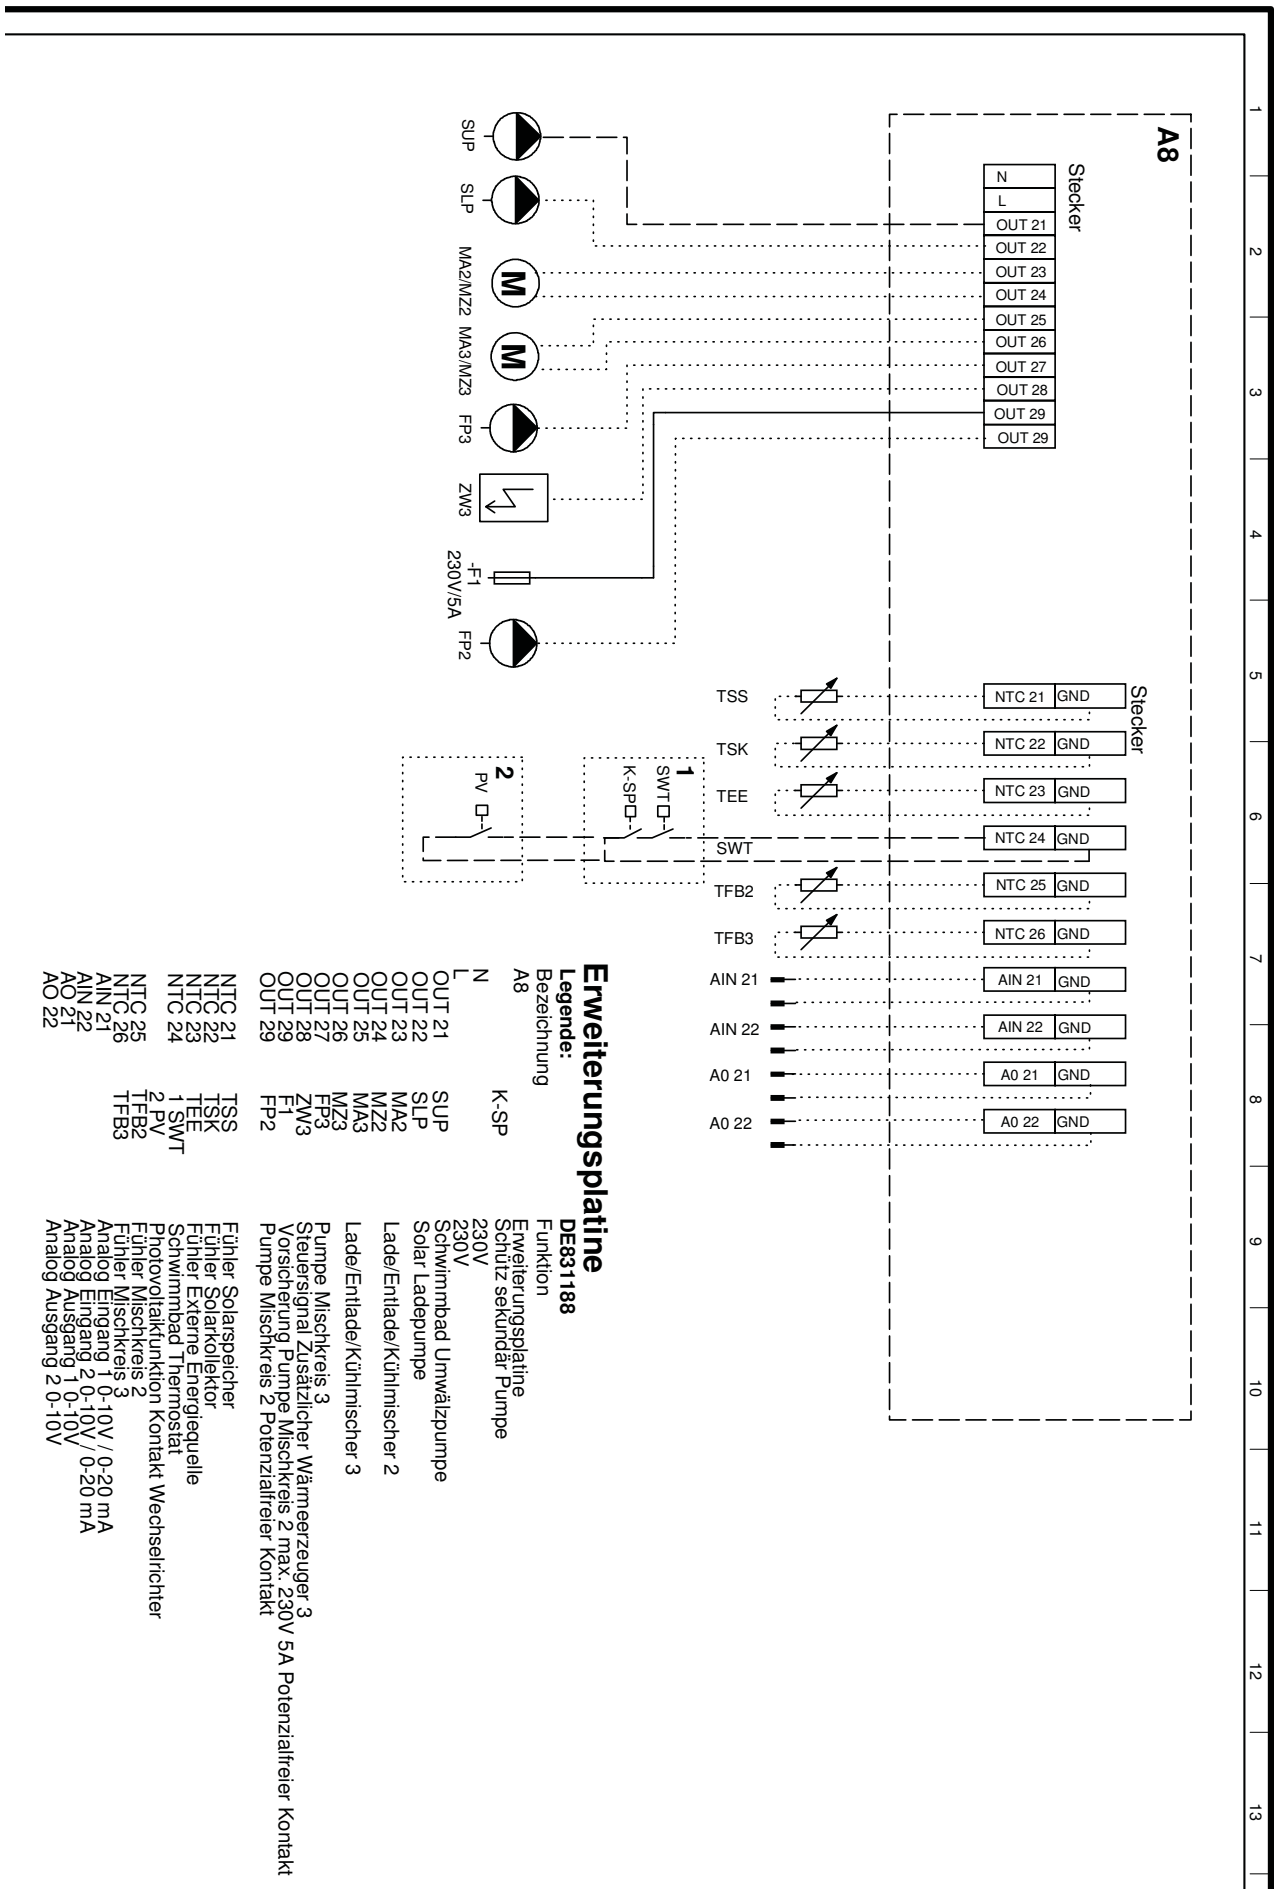 1
2
3
4
5
6
7
8
9
10
11
12
13
A8
Stecker
N
L
OUT 21
OUT 22
OUT 23
OUT 24
OUT 25
OUT 26
OUT 27
OUT 28
OUT 29
OUT 29
SUP
SLP
MA2/MZ2
MA3/MZ3
FP3
ZW3
-F1
230V/5A
FP2
Stecker
NTC 21 GND
NTC 22 GND
NTC 23 GND
NTC 24 GND
NTC 25 GND
NTC 26 GND
AIN 21 GND
AIN 22 GND
A0 21 GND
A0 22 GND
TSS
TSK
TEE
SWT
TFB2
TFB3
AIN 21
AIN 22
A0 21
A0 22
1
SWT
K-SP
2
PV
Erweiterungsplatine
Legende: DE831188
Bezeichnung Funktion
A8 Erweiterungsplatine
K-SP Schütz sekundär Pumpe
N 230V
L 230V
OUT 21 SUP Schwimmbad Umwälzpumpe
OUT 22 SLP Solar Ladepumpe
OUT 23 MA2
OUT 24 MZ2 Lade/Entlade/Kühlmischer 2
OUT 25 MA3
OUT 26 MZ3 Lade/Entlade/Kühlmischer 3
OUT 27 FP3 Pumpe Mischkreis 3
OUT 28 ZW3 Steuersignal Zusätzlicher Wärmeerzeuger 3
OUT 29 F1 Vorsicherung Pumpe Mischkreis 2 max. 230V 5A Potenzialfreier Kontakt
OUT 29 FP2 Pumpe Mischkreis 2 Potenzialfreier Kontakt
NTC 21 TSS Fühler Solarspeicher
NTC 22 TSK Fühler Solarkollektor
NTC 23 TEE Fühler Externe Energiequelle
NTC 24 1 SWT Schwimmbad Thermostat
2 PV Photovoltaikfunktion Kontakt Wechselrichter
NTC 25 TFB2 Fühler Mischkreis 2
NTC 26 TFB3 Fühler Mischkreis 3
AIN 21 Analog Eingang 1 0-10V / 0-20 mA
AIN 22 Analog Eingang 2 0-10V / 0-20 mA
AO 21 Analog Ausgang 1 0-10V
AO 22 Analog Ausgang 2 0-10V